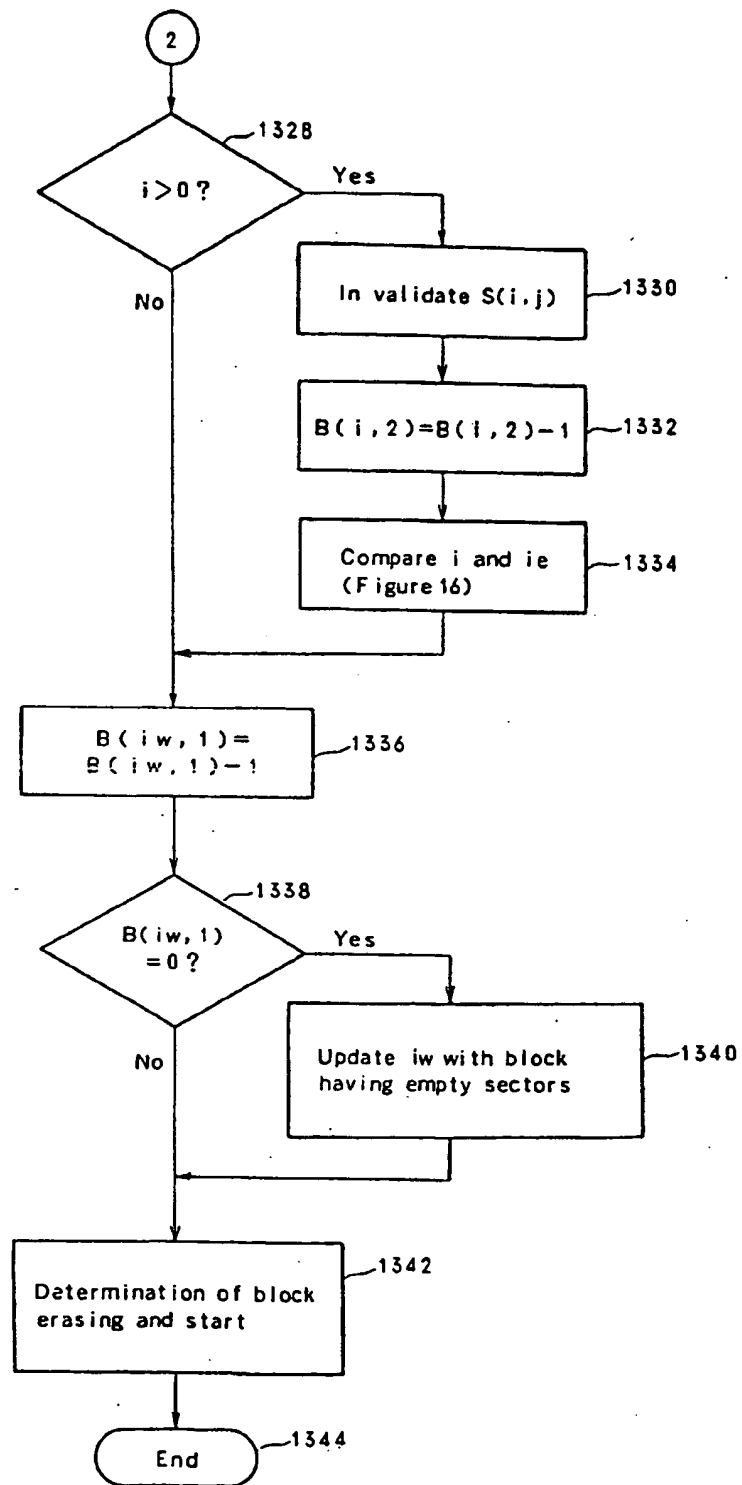 2
1328
i>0?
Yes
No
In validate S(i,j)
1330
B(i,2)=B(i,2)-1
1332
Compare i and ie
(Figure 16)
1334
B(iw,1)=
B(iw,1)-1
1336
1338
B(iw,1)
=0?
Yes
No
Update iw with block
having empty sectors
1340
1342
Determination of block
erasing and start
End
1344